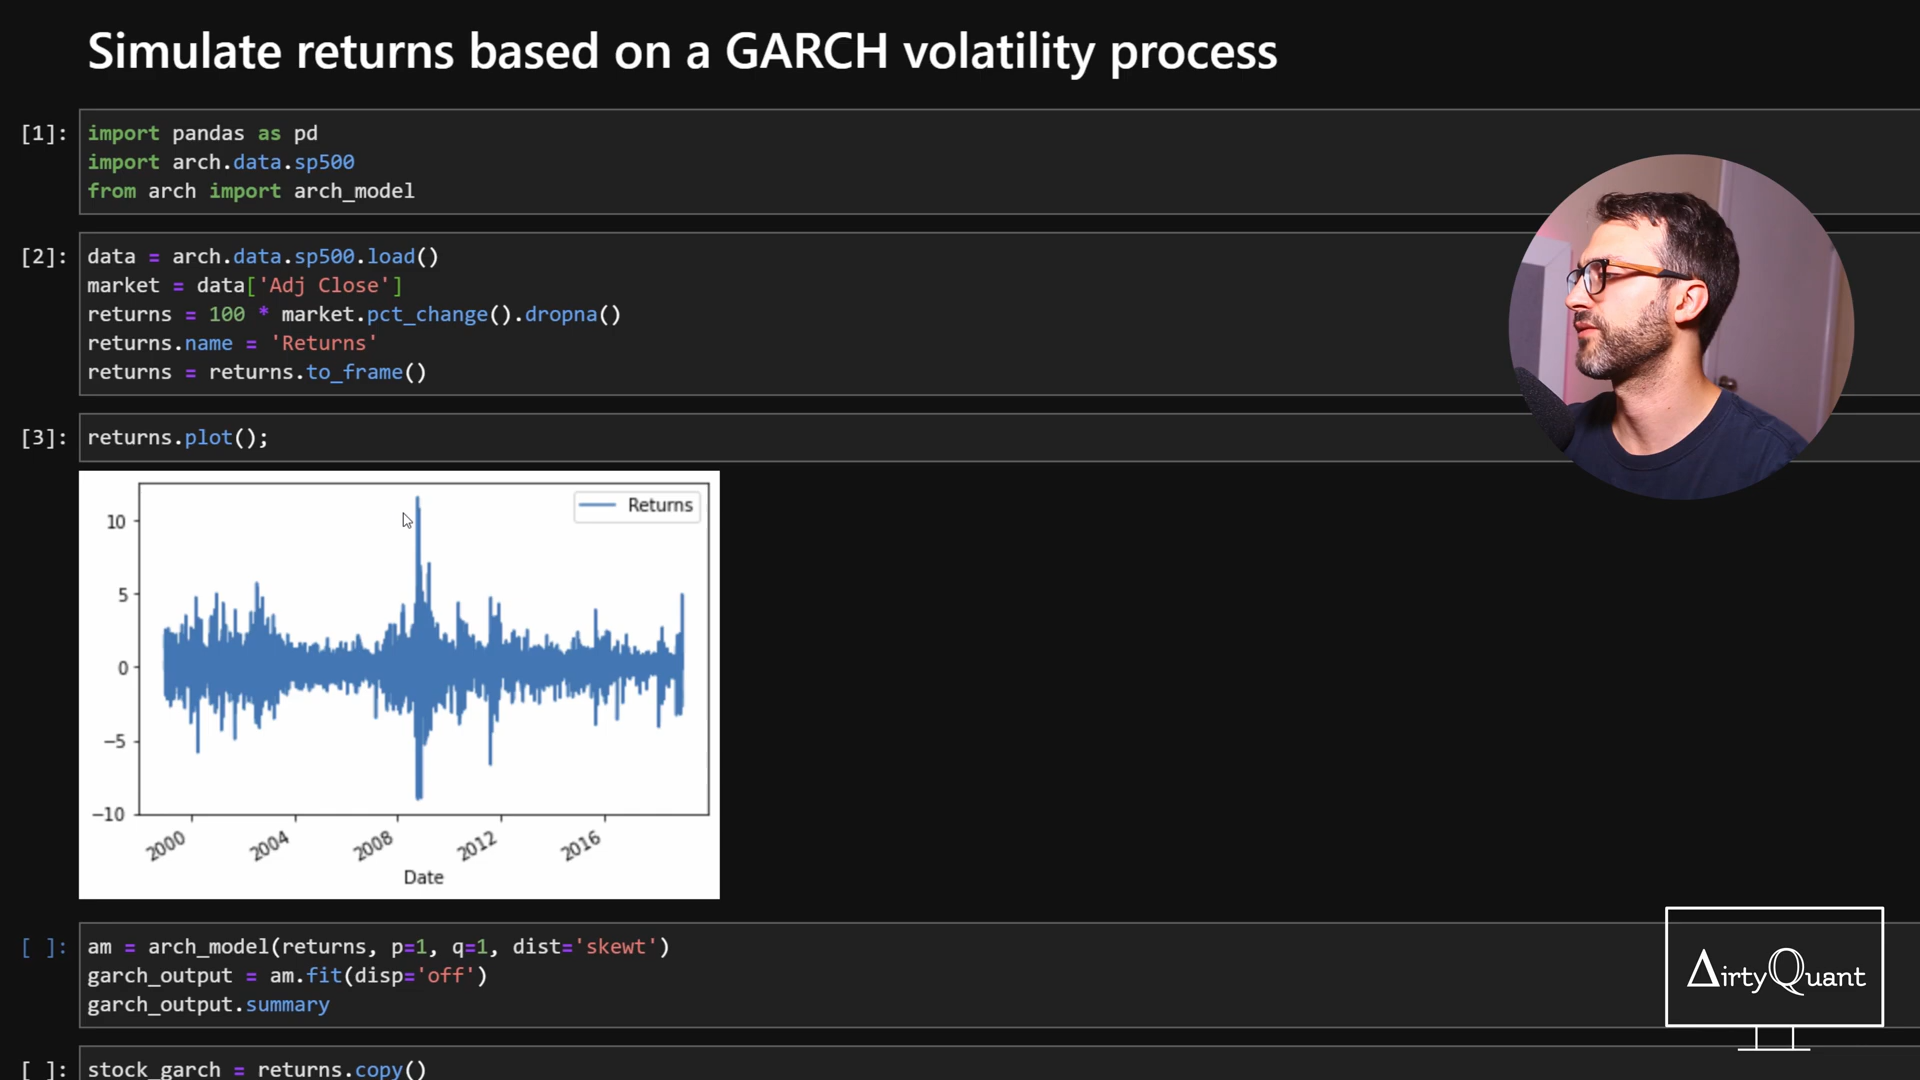 Simulate returns based on a GARCH volatility process
[1]:
import pandas as pd
import arch.data.sp500
from arch import arch_model
[2]:
data = arch.data.sp500.load()
market = data['Adj Close']
returns = 100 * market.pct_change().dropna()
returns.name = 'Returns'
returns = returns.to_frame()
[3]:
returns.plot();
Returns
10
5
0
−5
−10
2000
2004
2008
2012
2016
Date
[ ]:
am = arch_model(returns, p=1, q=1, dist='skewt')
garch_output = am.fit(disp='off')
garch_output.summary
ΔirtyQuant
[ ]:
stock_garch = returns.copy()